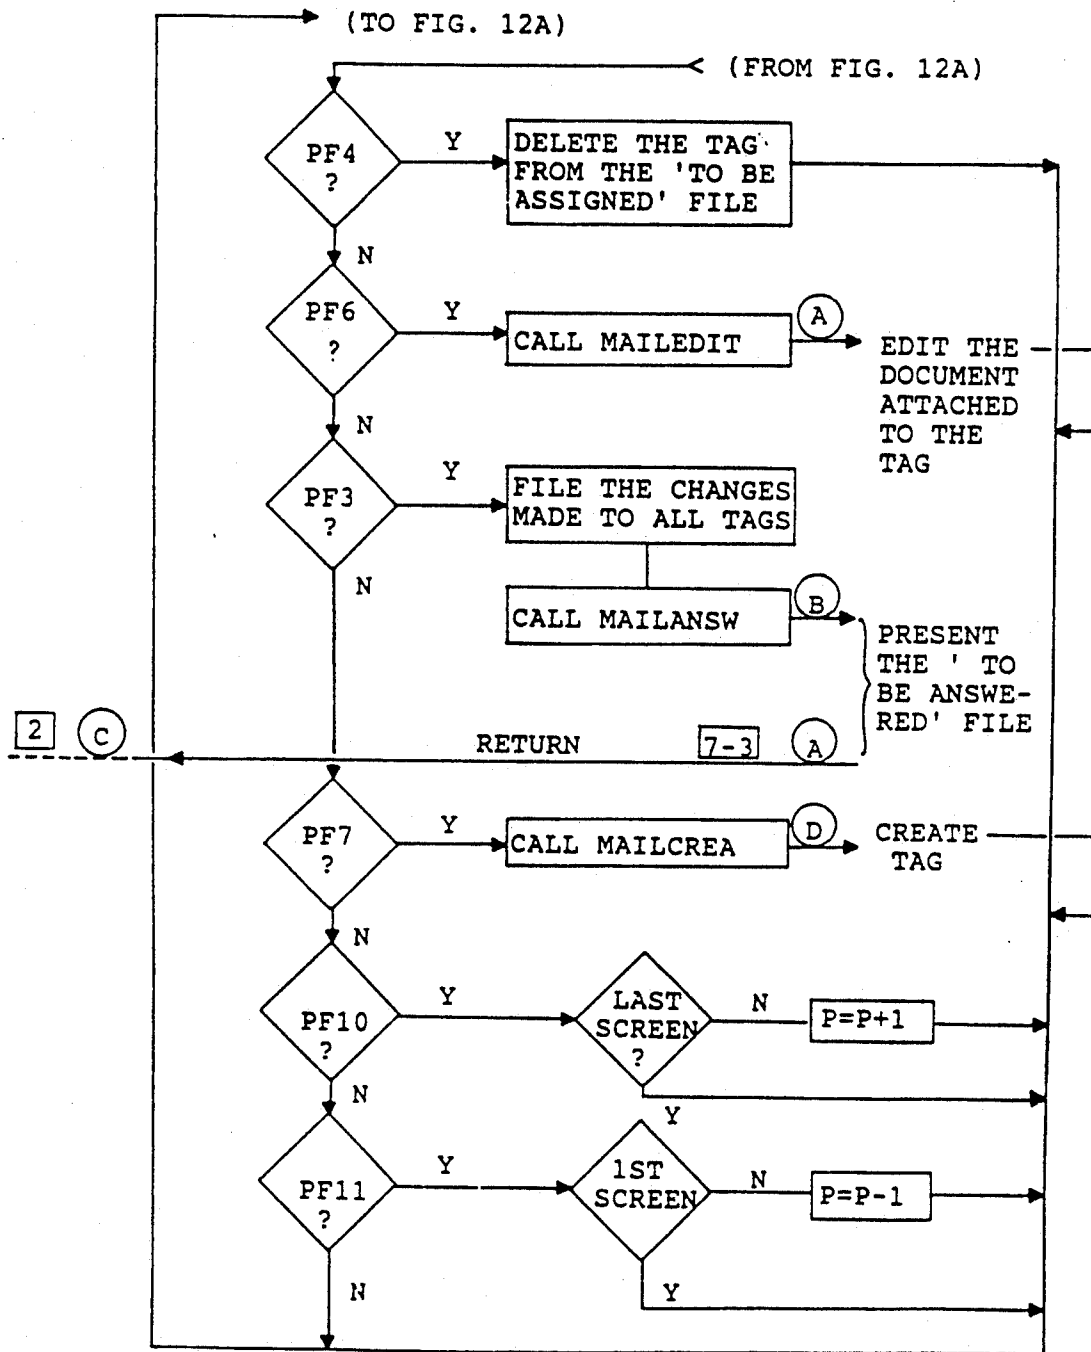 (TO FIG. 12A)
(FROM FIG. 12A)
PF4
?
Y
DELETE THE TAG
FROM THE 'TO BE
ASSIGNED' FILE
N
PF6
?
Y
CALL MAILEDIT
A
EDIT THE
DOCUMENT
ATTACHED
TO THE
TAG
N
PF3
?
Y
FILE THE CHANGES
MADE TO ALL TAGS
N
CALL MAILANSW
B
PRESENT
THE ' TO
BE ANSWE-
RED' FILE
2
C
RETURN
7-3
A
PF7
?
Y
CALL MAILCREA
D
CREATE
TAG
N
PF10
?
Y
LAST
SCREEN
?
N
P=P+1
Y
N
PF11
?
Y
1ST
SCREEN
N
P=P-1
Y
N